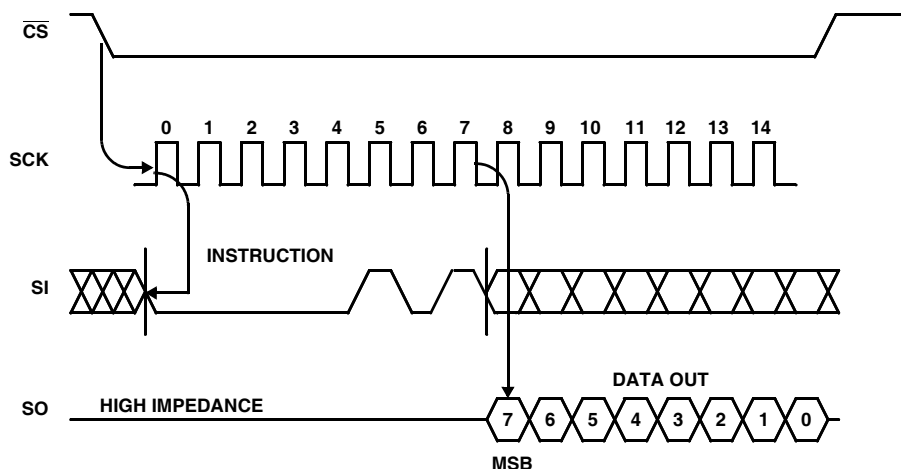 CS
0 1 2 3 4 5 6 7 8 9 10 11 12 13 14
SCK
INSTRUCTION
SI
DATA OUT
SO
HIGH IMPEDANCE
7 6 5 4 3 2 1 0
MSB